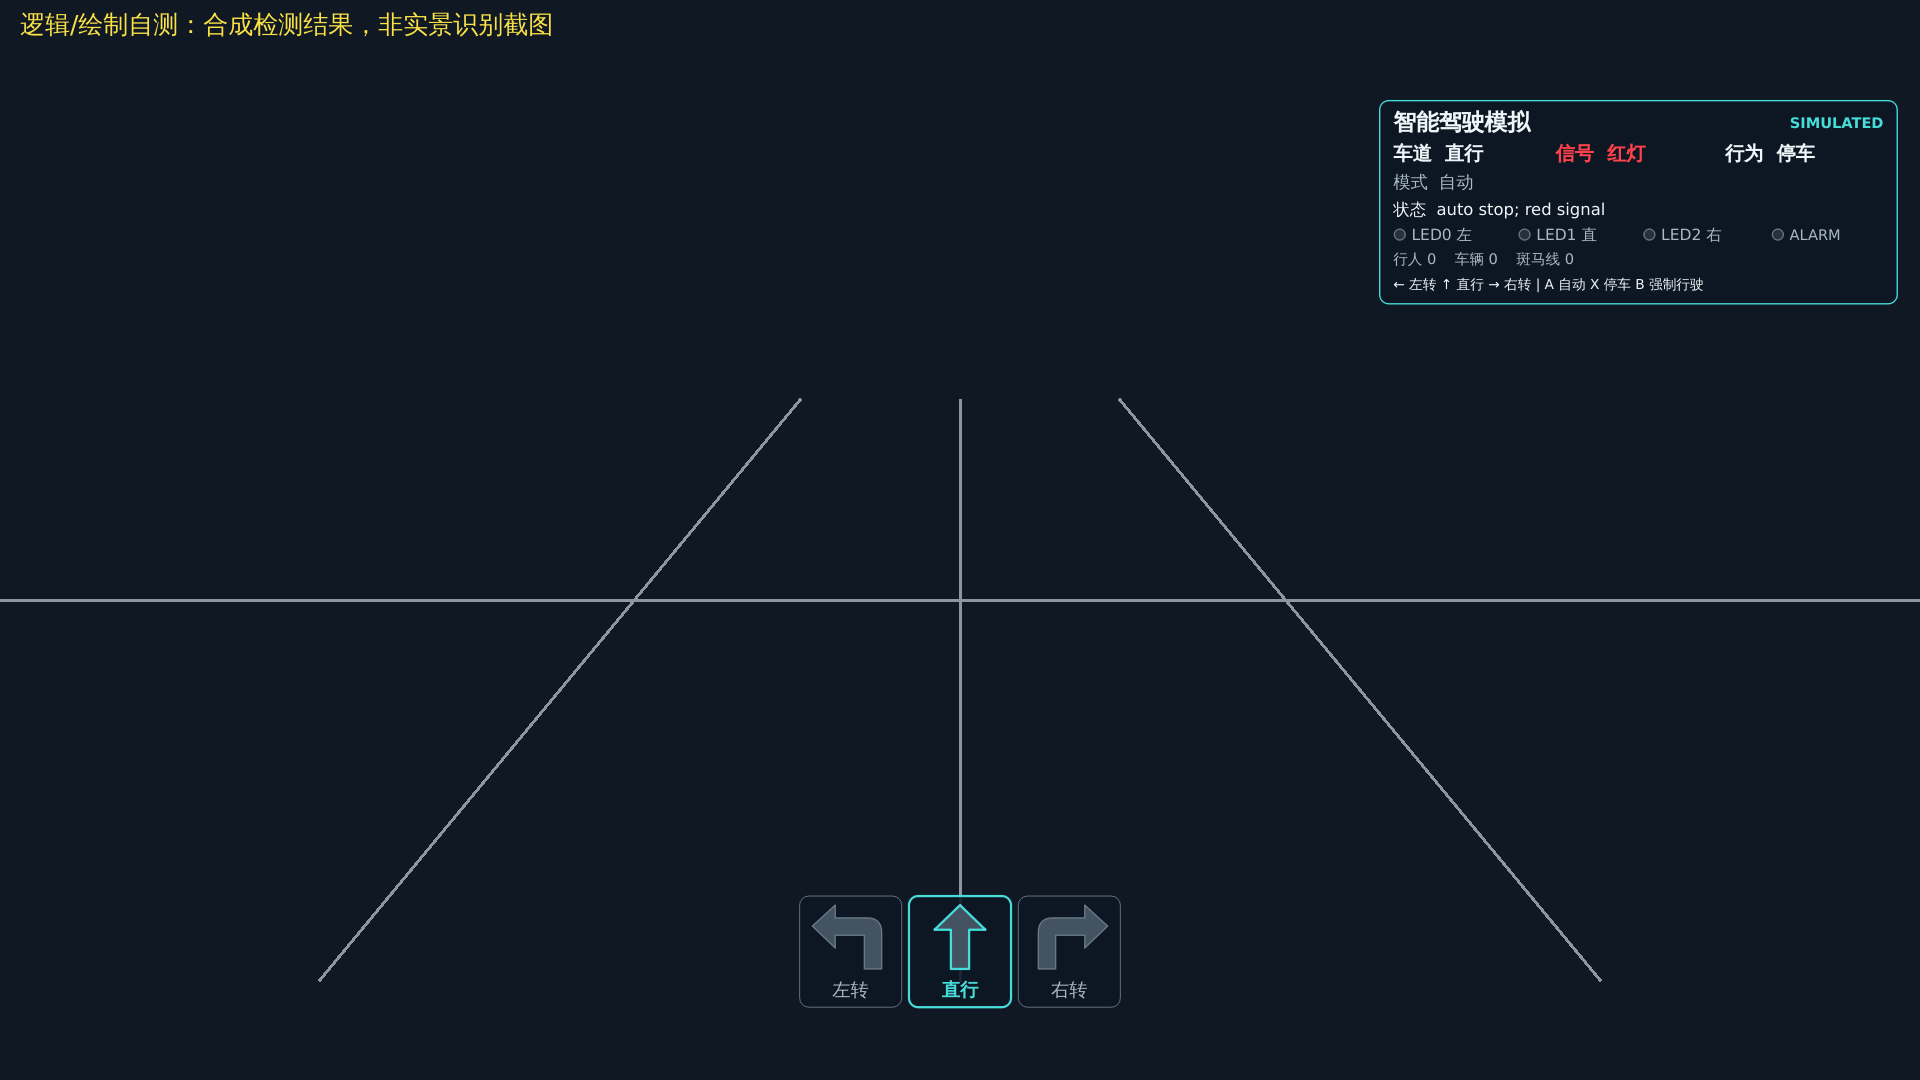 逻辑/绘制自测：合成检测结果，非实景识别截图
智能驾驶模拟 SIMULATED
车道 直行 信号 红灯 行为 停车
模式 自动
状态 auto stop; red signal
LED0 左 LED1 直 LED2 右 ALARM
行人 0 车辆 0 斑马线 0
← 左转 ↑ 直行 → 右转 | A 自动 X 停车 B 强制行驶
左转 直行 右转